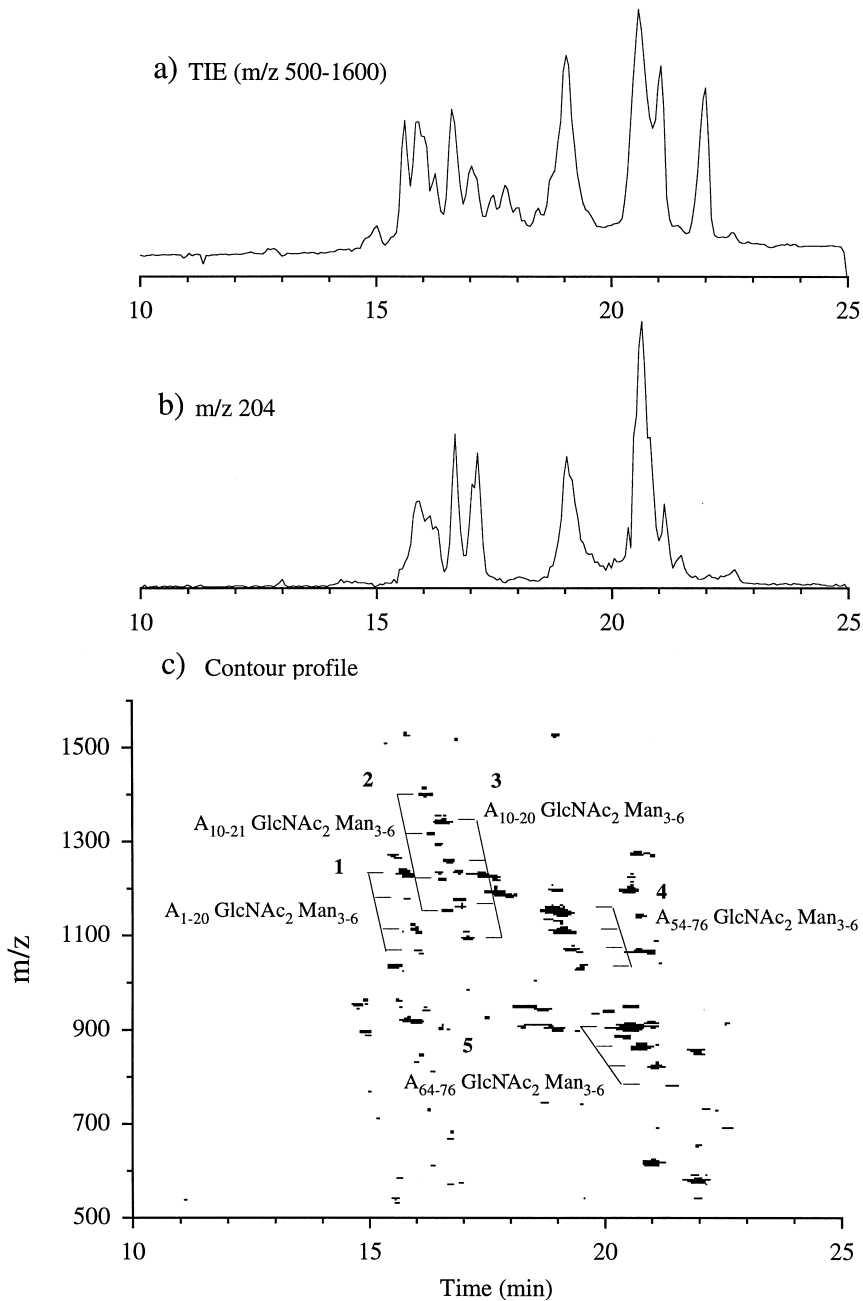 a) TIE (m/z 500-1600)
10 15 20 25
b) m/z 204
10 15 20 25
c) Contour profile
1500
2 3
A10-21 GlcNAc2 Man3-6 A10-20 GlcNAc2 Man3-6
1300
1
4
A1-20 GlcNAc2 Man3-6 A54-76 GlcNAc2 Man3-6
1100
m/z
900
5
A64-76 GlcNAc2 Man3-6
700
500
10 15 20 25
Time (min)